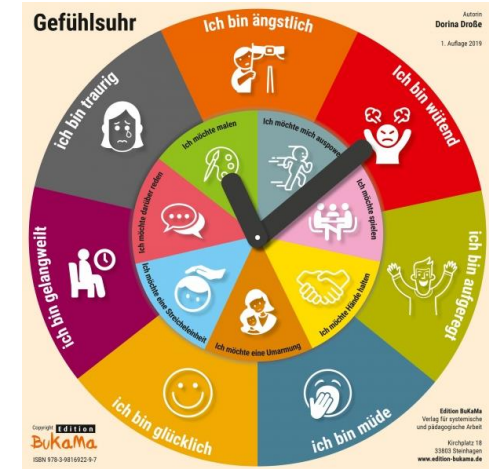 Gefühlsuhr
Autorin
Dorina Droße
1. Auflage 2019
Ich bin ängstlich
Ich bin wütend
ich bin aufgeregt
ich bin müde
ich bin glücklich
ich bin gelangweilt
ich bin traurig
Ich möchte malen
Ich möchte mich
Ich möchte spielen
Ich möchte Hände halten
Ich möchte eine Umarmung
Ich möchte eine Streicheleinheit
Ich möchte darüber reden
Copyright Edition
BuKaMa
ISBN 978-3-9816922-9-7
Edition BuKaMa
Verlag für systemische
und pädagogische Arbeit
Kirchplatz 18
33803 Steinhagen
www.edition-bukama.de